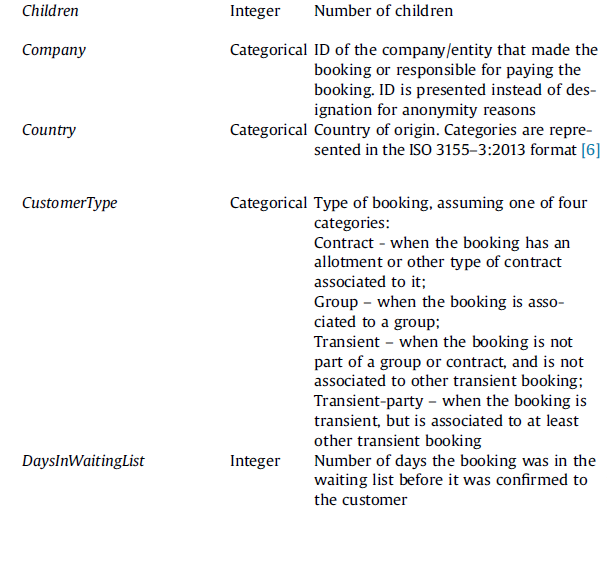 Children Integer Number of children
Company Categorical ID of the company/entity that made the
booking or responsible for paying the
booking. ID is presented instead of des-
ignation for anonymity reasons
Country Categorical Country of origin. Categories are repre-
sented in the ISO 3155–3:2013 format [6]
CustomerType Categorical Type of booking, assuming one of four
categories:
Contract - when the booking has an
allotment or other type of contract
associated to it;
Group – when the booking is asso-
ciated to a group;
Transient – when the booking is not
part of a group or contract, and is not
associated to other transient booking;
Transient-party – when the booking is
transient, but is associated to at least
other transient booking
DaysInWaitingList Integer Number of days the booking was in the
waiting list before it was confirmed to
the customer